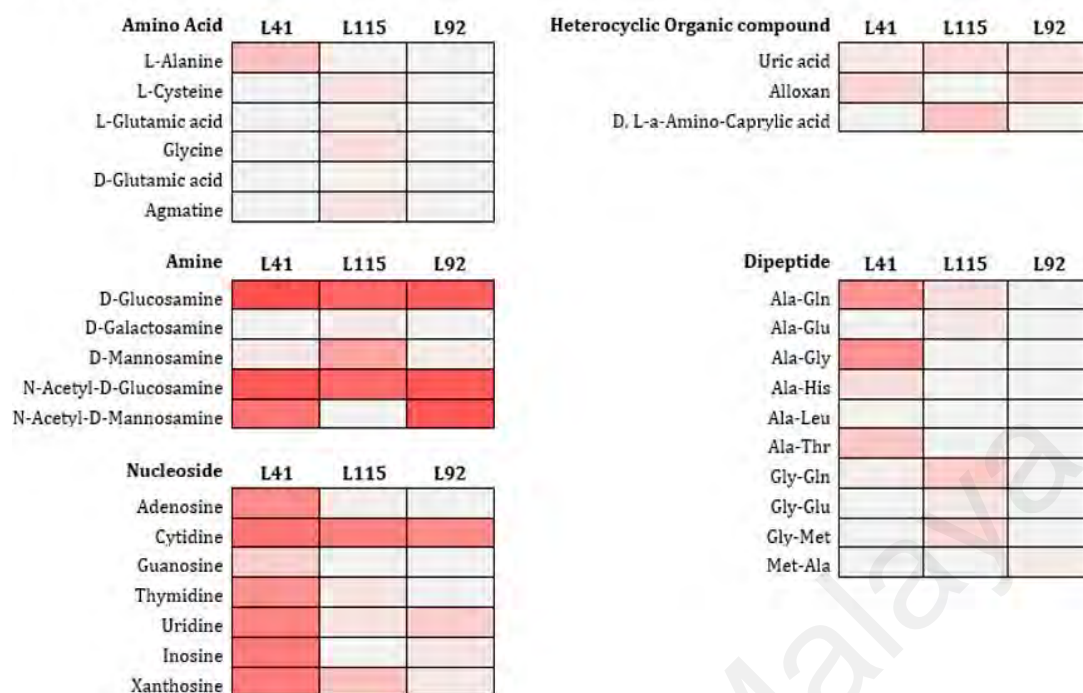 Amino Acid L41 L115 L92
L-Alanine
L-Cysteine
L-Glutamic acid
Glycine
D-Glutamic acid
Agmatine
Amine L41 L115 L92
D-Glucosamine
D-Galactosamine
D-Mannosamine
N-Acetyl-D-Glucosamine
N-Acetyl-D-Mannosamine
Nucleoside L41 L115 L92
Adenosine
Cytidine
Guanosine
Thymidine
Uridine
Inosine
Xanthosine
Heterocyclic Organic compound L41 L115 L92
Uric acid
Alloxan
D, L-a-Amino-Caprylic acid
Dipeptide L41 L115 L92
Ala-Gln
Ala-Glu
Ala-Gly
Ala-His
Ala-Leu
Ala-Thr
Gly-Gln
Gly-Glu
Gly-Met
Met-Ala
Malaya